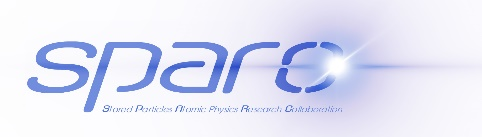 sparc
Stored Particles Atomic Physics Research Collaboration